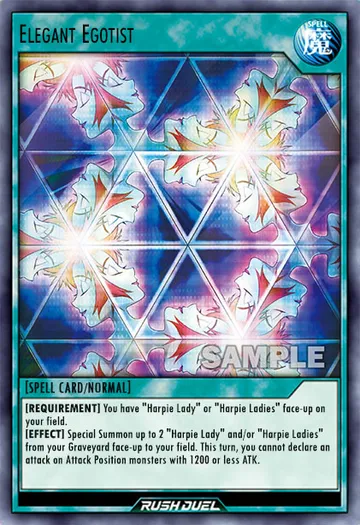 ELEGANT EGOTIST
SPELL
魔
SAMPLE
[SPELL CARD/NORMAL]
[REQUIREMENT] You have "Harpie Lady" or "Harpie Ladies" face-up on
your field.
[EFFECT] Special Summon up to 2 "Harpie Lady" and/or "Harpie Ladies"
from your Graveyard face-up to your field. This turn, you cannot declare an
attack on Attack Position monsters with 1200 or less ATK.
RUSH DUEL